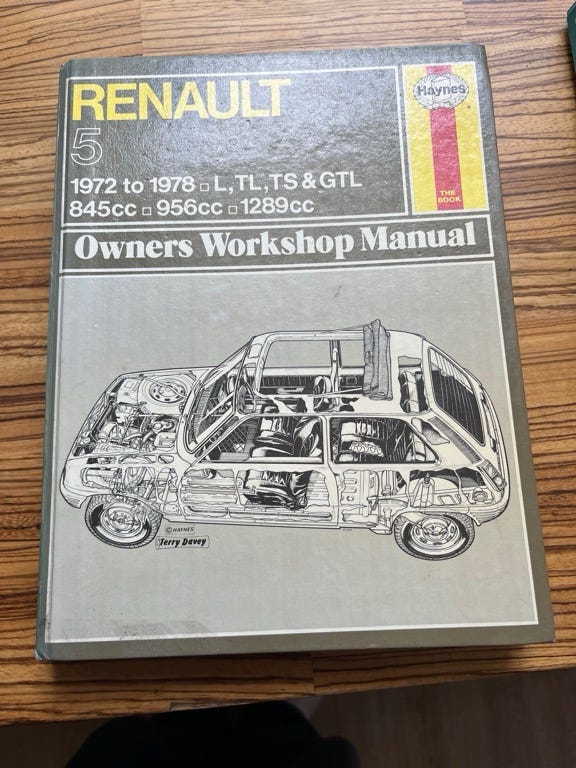 RENAULT
5
1972 to 1978 □ L, TL, TS & GTL
845cc □ 956cc □ 1289cc
Haynes
THE
BOOK
Owners Workshop Manual
© HAYNES
Terry Davey